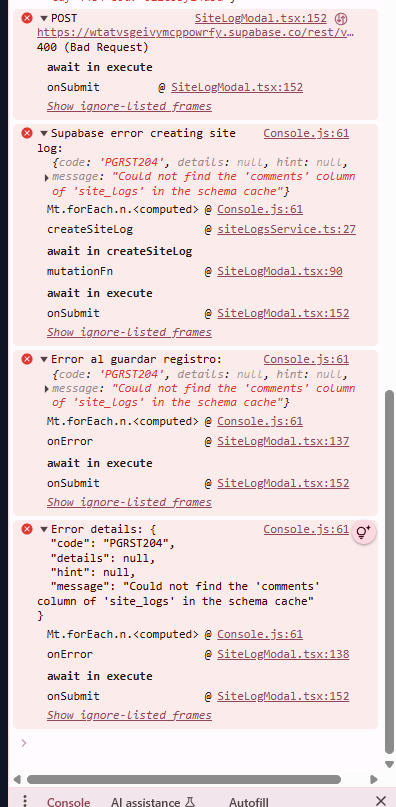 ▼POST SiteLogModal.tsx:152
https://wtatvsgeivymcppowrfy.supabase.co/rest/v…
400 (Bad Request)
await in execute
onSubmit @ SiteLogModal.tsx:152
Show ignore-listed frames
▼Supabase error creating site Console.js:61
log:
{code: 'PGRST204', details: null, hint: null,
▶message: "Could not find the 'comments' column
of 'site_logs' in the schema cache"}
Mt.forEach.n.<computed> @ Console.js:61
createSiteLog @ siteLogsService.ts:27
await in createSiteLog
mutationFn @ SiteLogModal.tsx:90
await in execute
onSubmit @ SiteLogModal.tsx:152
Show ignore-listed frames
▼Error al guardar registro: Console.js:61
{code: 'PGRST204', details: null, hint: null,
▶message: "Could not find the 'comments' column
of 'site_logs' in the schema cache"}
Mt.forEach.n.<computed> @ Console.js:61
onError @ SiteLogModal.tsx:137
await in execute
onSubmit @ SiteLogModal.tsx:152
Show ignore-listed frames
▼Error details: { Console.js:61
"code": "PGRST204",
"details": null,
"hint": null,
"message": "Could not find the 'comments'
column of 'site_logs' in the schema cache"
}
Mt.forEach.n.<computed> @ Console.js:61
onError @ SiteLogModal.tsx:138
await in execute
onSubmit @ SiteLogModal.tsx:152
Show ignore-listed frames
>
Console AI assistance Autofill